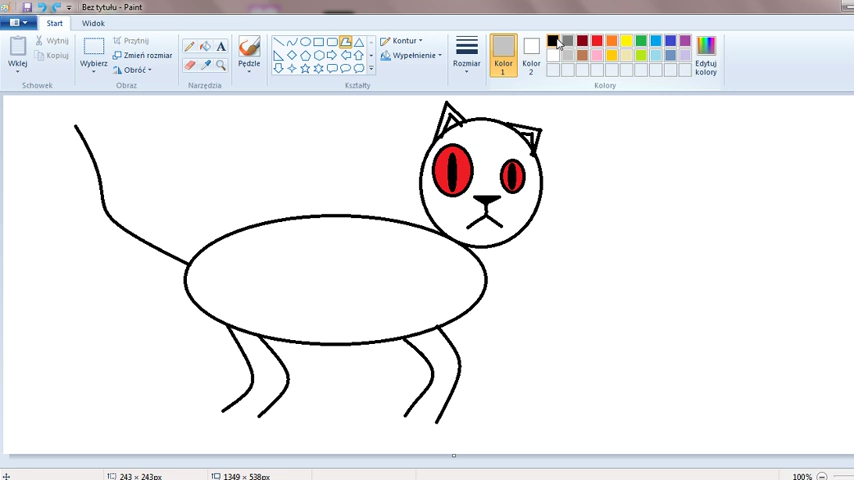 Bez tytułu - Paint
Start Widok
Wklej
Wytnij
Kopiuj
Schowek
Wybierz
Przytnij
Zmień rozmiar
Obróć
Obraz
A
Narzędzia
Pędzle
Kontur
Wypełnienie
Kształty
Rozmiar
Kolor
1
Kolor
2
Edytuj
kolory
Kolory
243 × 243px 1349 × 538px 100%